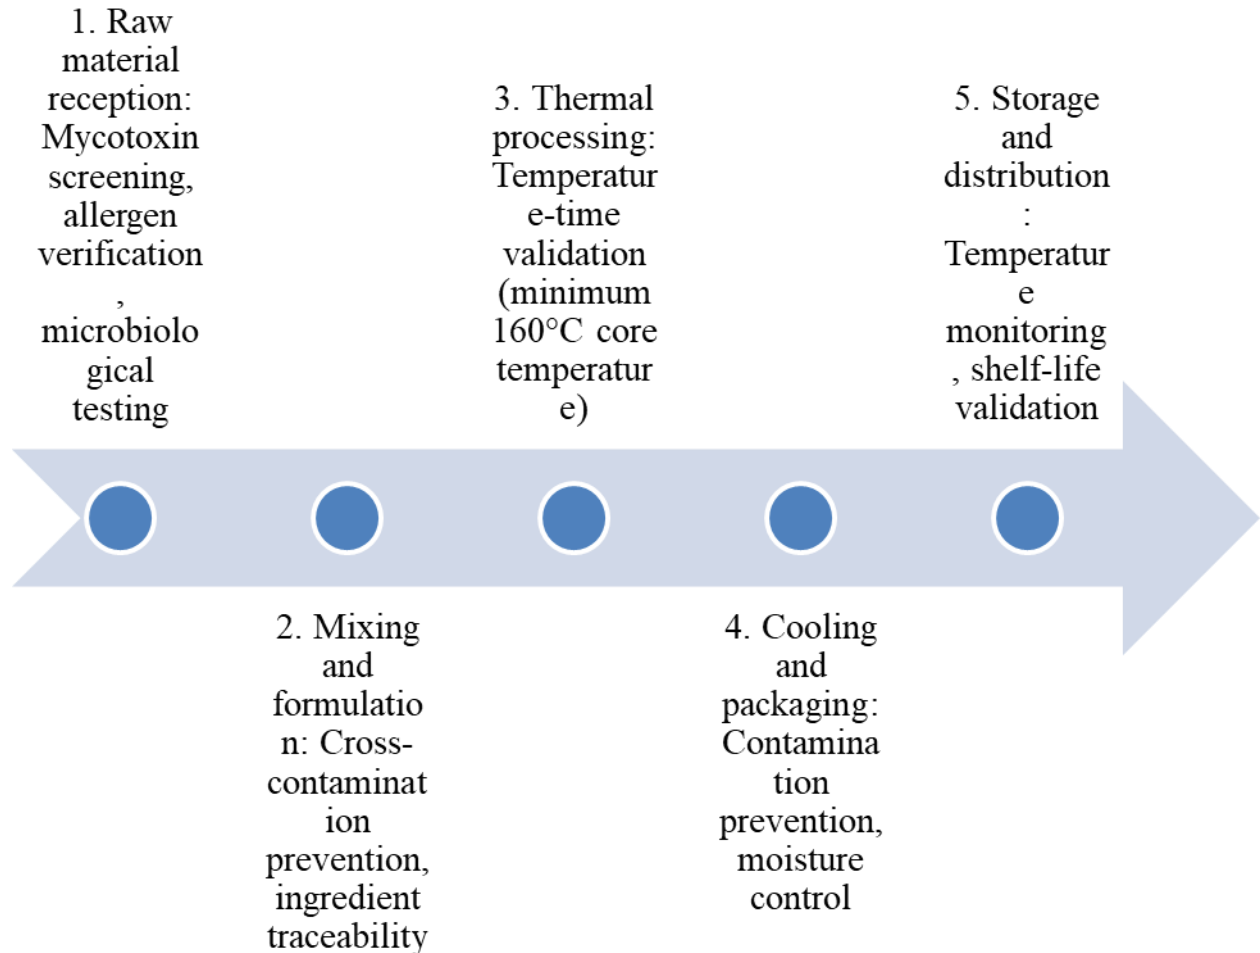 1. Raw
material
reception:
Mycotoxin
screening,
allergen
verification
,
microbiolo
gical
testing
2. Mixing
and
formulatio
n: Cross-
contaminat
ion
prevention,
ingredient
traceability
3. Thermal
processing:
Temperatur
e-time
validation
(minimum
160°C core
temperatur
e)
4. Cooling
and
packaging:
Contamina
tion
prevention,
moisture
control
5. Storage
and
distribution
:
Temperatur
e
monitoring
, shelf-life
validation